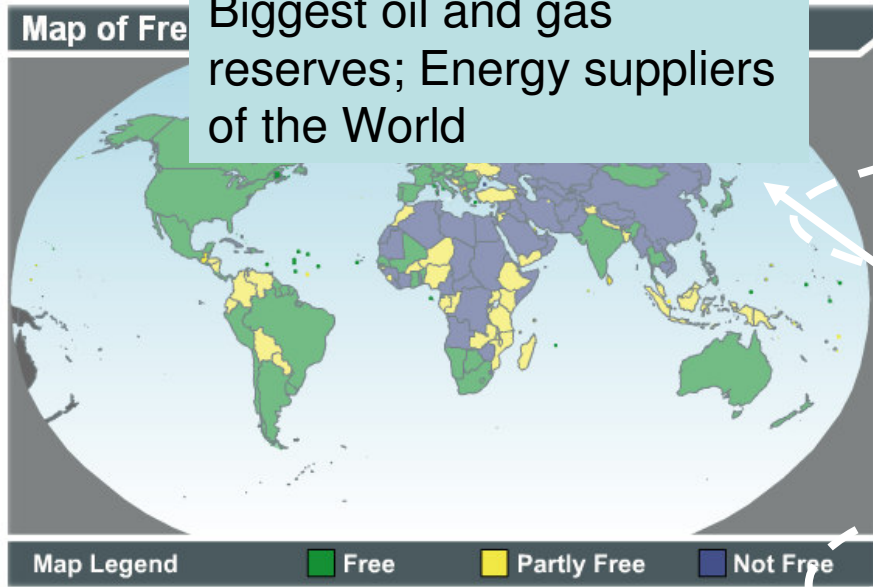 Map of Fre
Biggest oil and gas
reserves; Energy suppliers
of the World
Map Legend
Free
Partly Free
Not Free